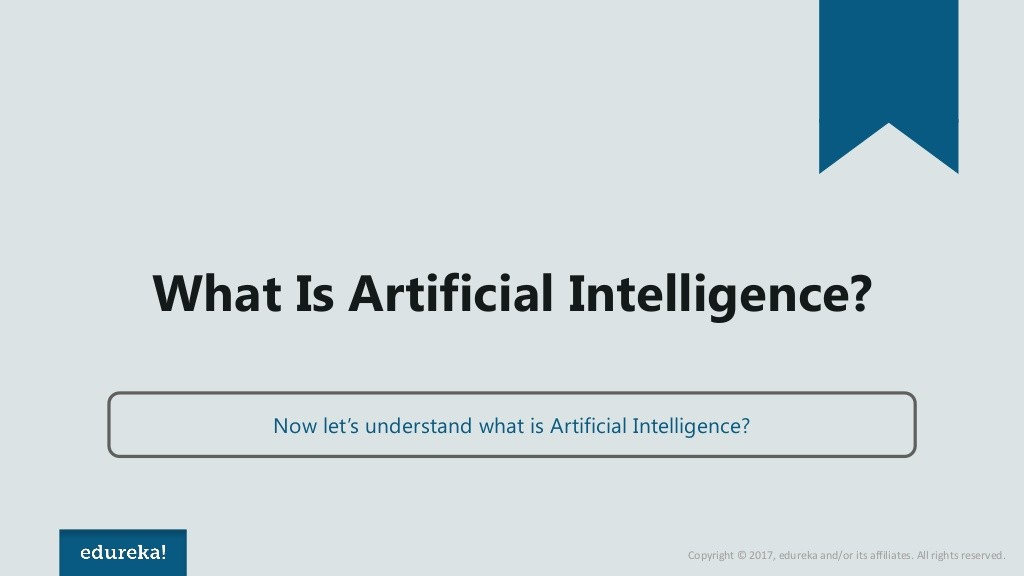 What Is Artificial Intelligence?
Now let’s understand what is Artificial Intelligence?
edureka!
Copyright © 2017, edureka and/or its affiliates. All rights reserved.